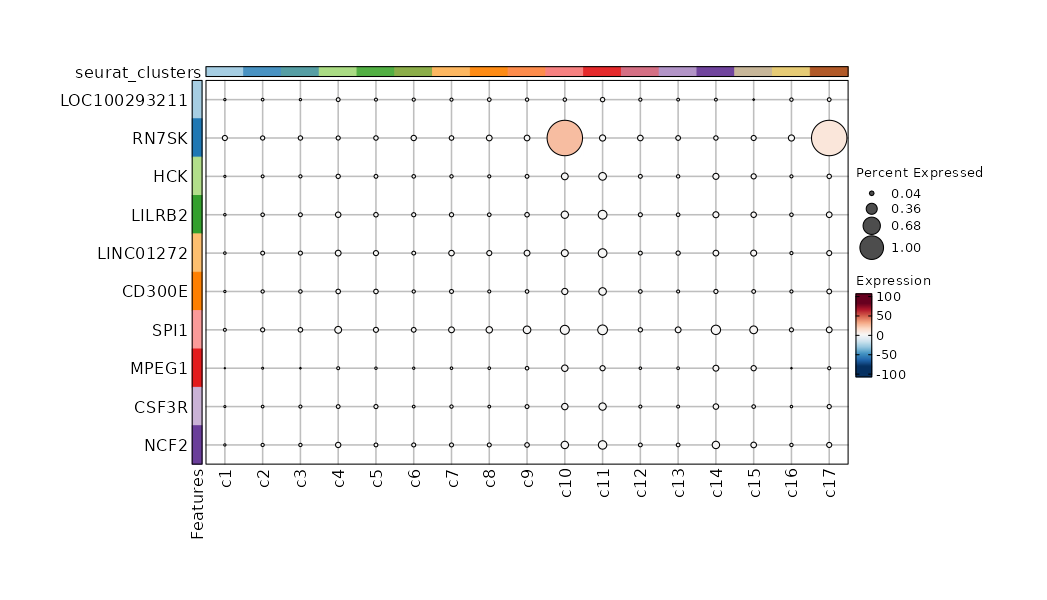 seurat_clusters
LOC100293211
RN7SK
HCK
LILRB2
LINC01272
CD300E
SPI1
MPEG1
CSF3R
NCF2
Features
c1
c2
c3
c4
c5
c6
c7
c8
c9
c10
c11
c12
c13
c14
c15
c16
c17
Percent Expressed
0.04
0.36
0.68
1.00
Expression
100
50
0
-50
-100